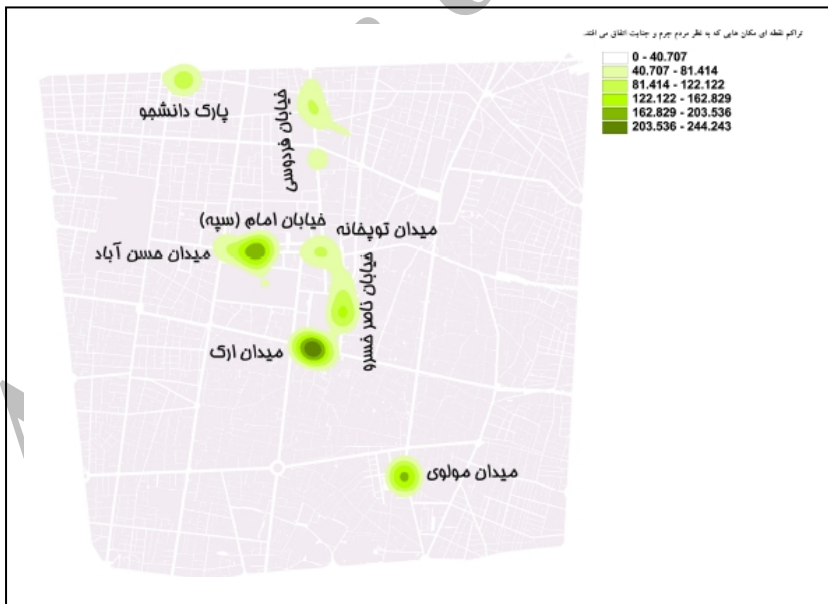 تراکم نقطه ای مکان هایی که به نظر مردم جرم و جنایت اتفاق می افتد.
0 - 40.707
40.707 - 81.414
81.414 - 122.122
122.122 - 162.829
162.829 - 203.536
203.536 - 244.243
پارک دانشجو
خیابان فردوسی
خیابان امام (سپه)
میدان توپخانه
میدان حسن آباد
خیابان ناصر خسرو
میدان ارک
میدان مولوی